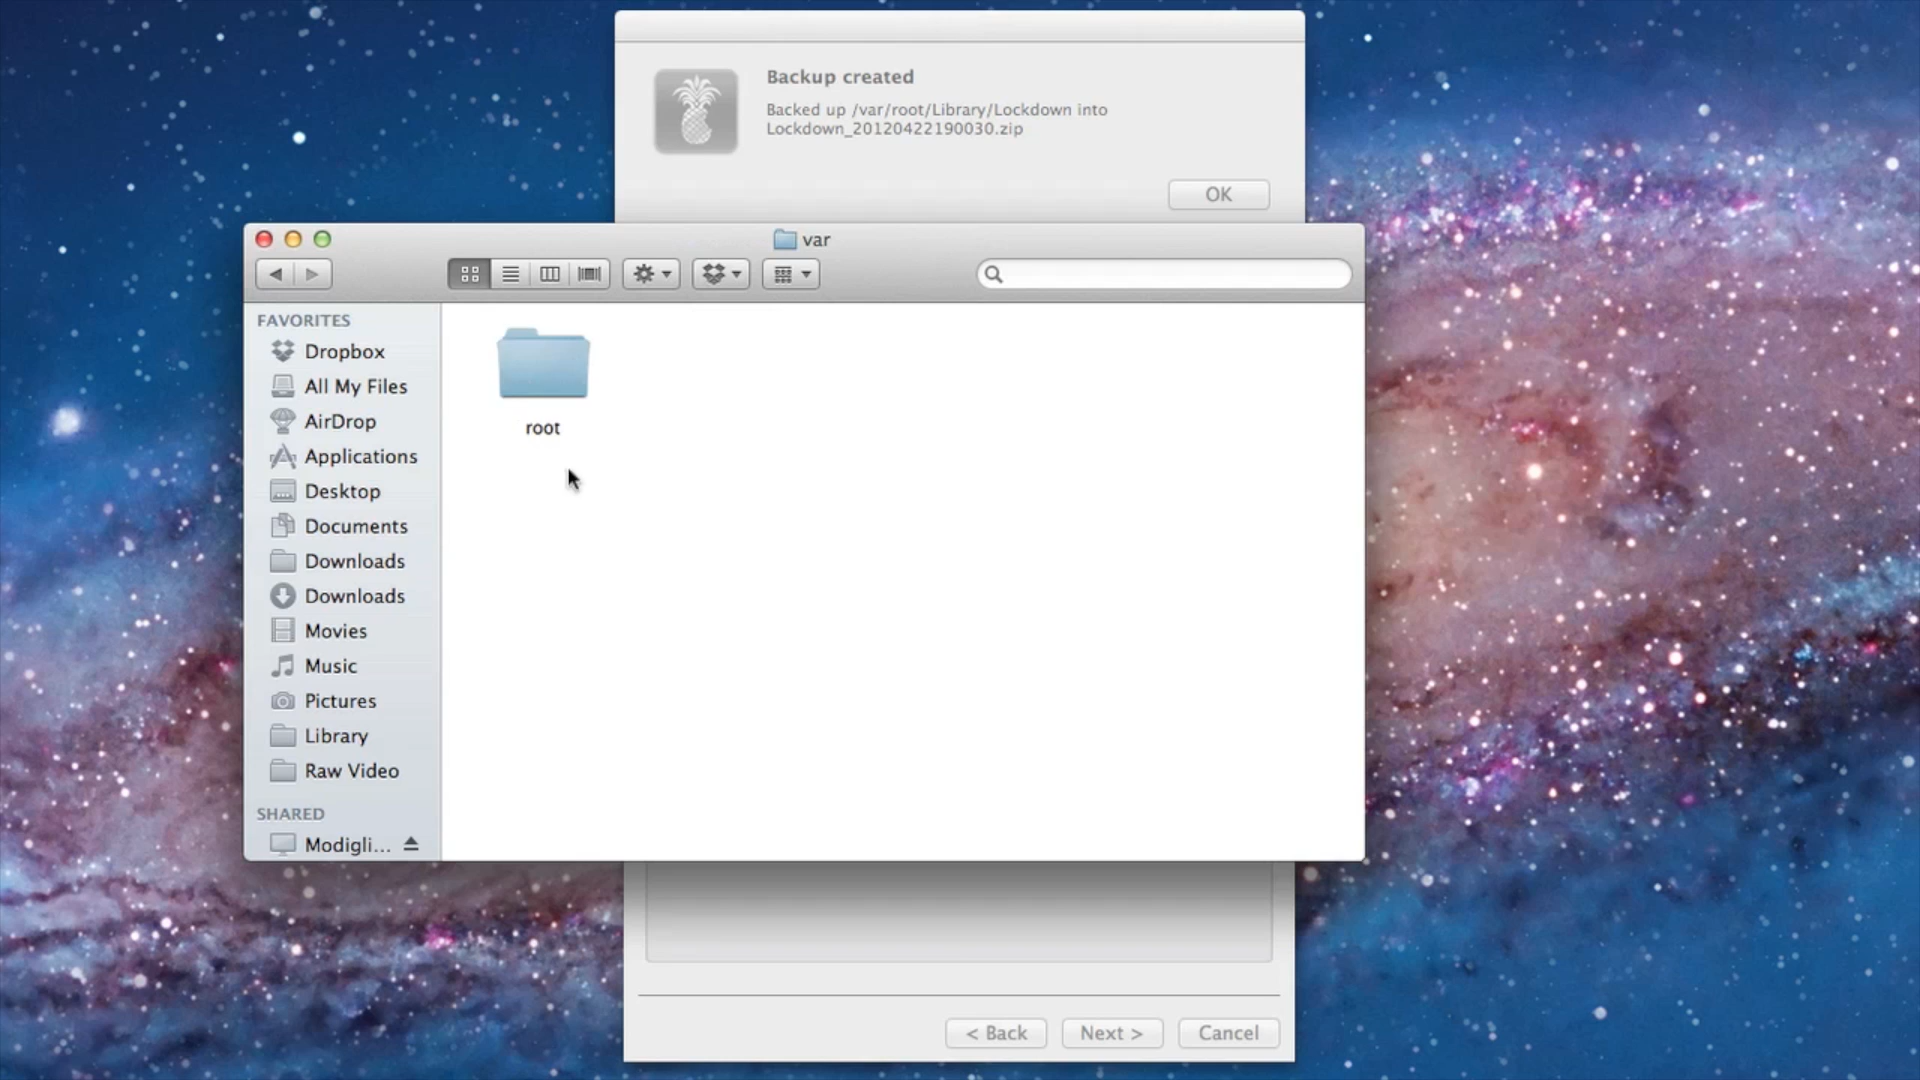 Backup created
Backed up /var/root/Library/Lockdown into
Lockdown_20120422190030.zip
OK
var
FAVORITES
Dropbox
All My Files
AirDrop
Applications
Desktop
Documents
Downloads
Downloads
Movies
Music
Pictures
Library
Raw Video
SHARED
Modigli...
root
< Back
Next >
Cancel